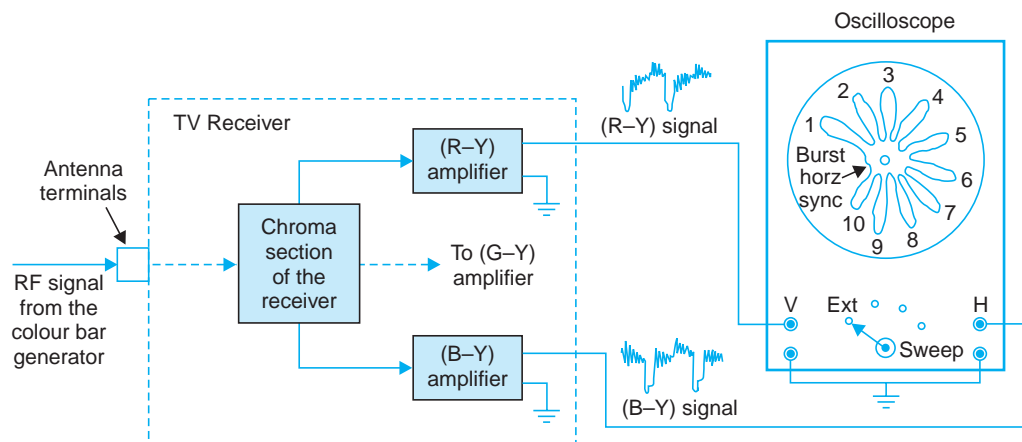 Oscilloscope
TV Receiver
Antenna
terminals
RF signal
from the
colour bar
generator
Chroma
section
of the
receiver
(R–Y)
amplifier
To (G–Y)
amplifier
(B–Y)
amplifier
(R–Y) signal
(B–Y) signal
1
2
3
4
5
6
7
8
9
10
Burst
horz
sync
V
Ext
H
Sweep